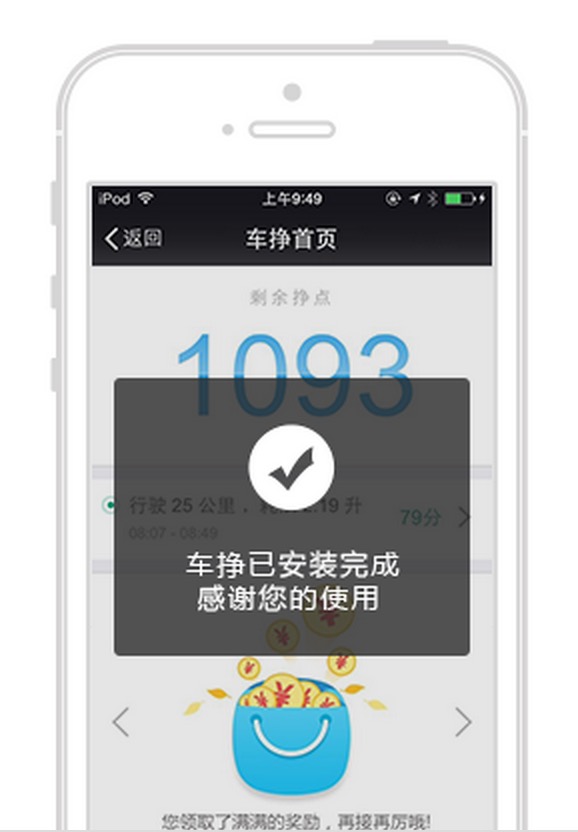 iPod 上午9:49
返回 车挣首页
剩余挣点
1093
行驶 25 公里， 2.19 升
79分
08:07 - 08:49
车挣已安装完成
感谢您的使用
您领取了满满的奖励，再接再厉哦!